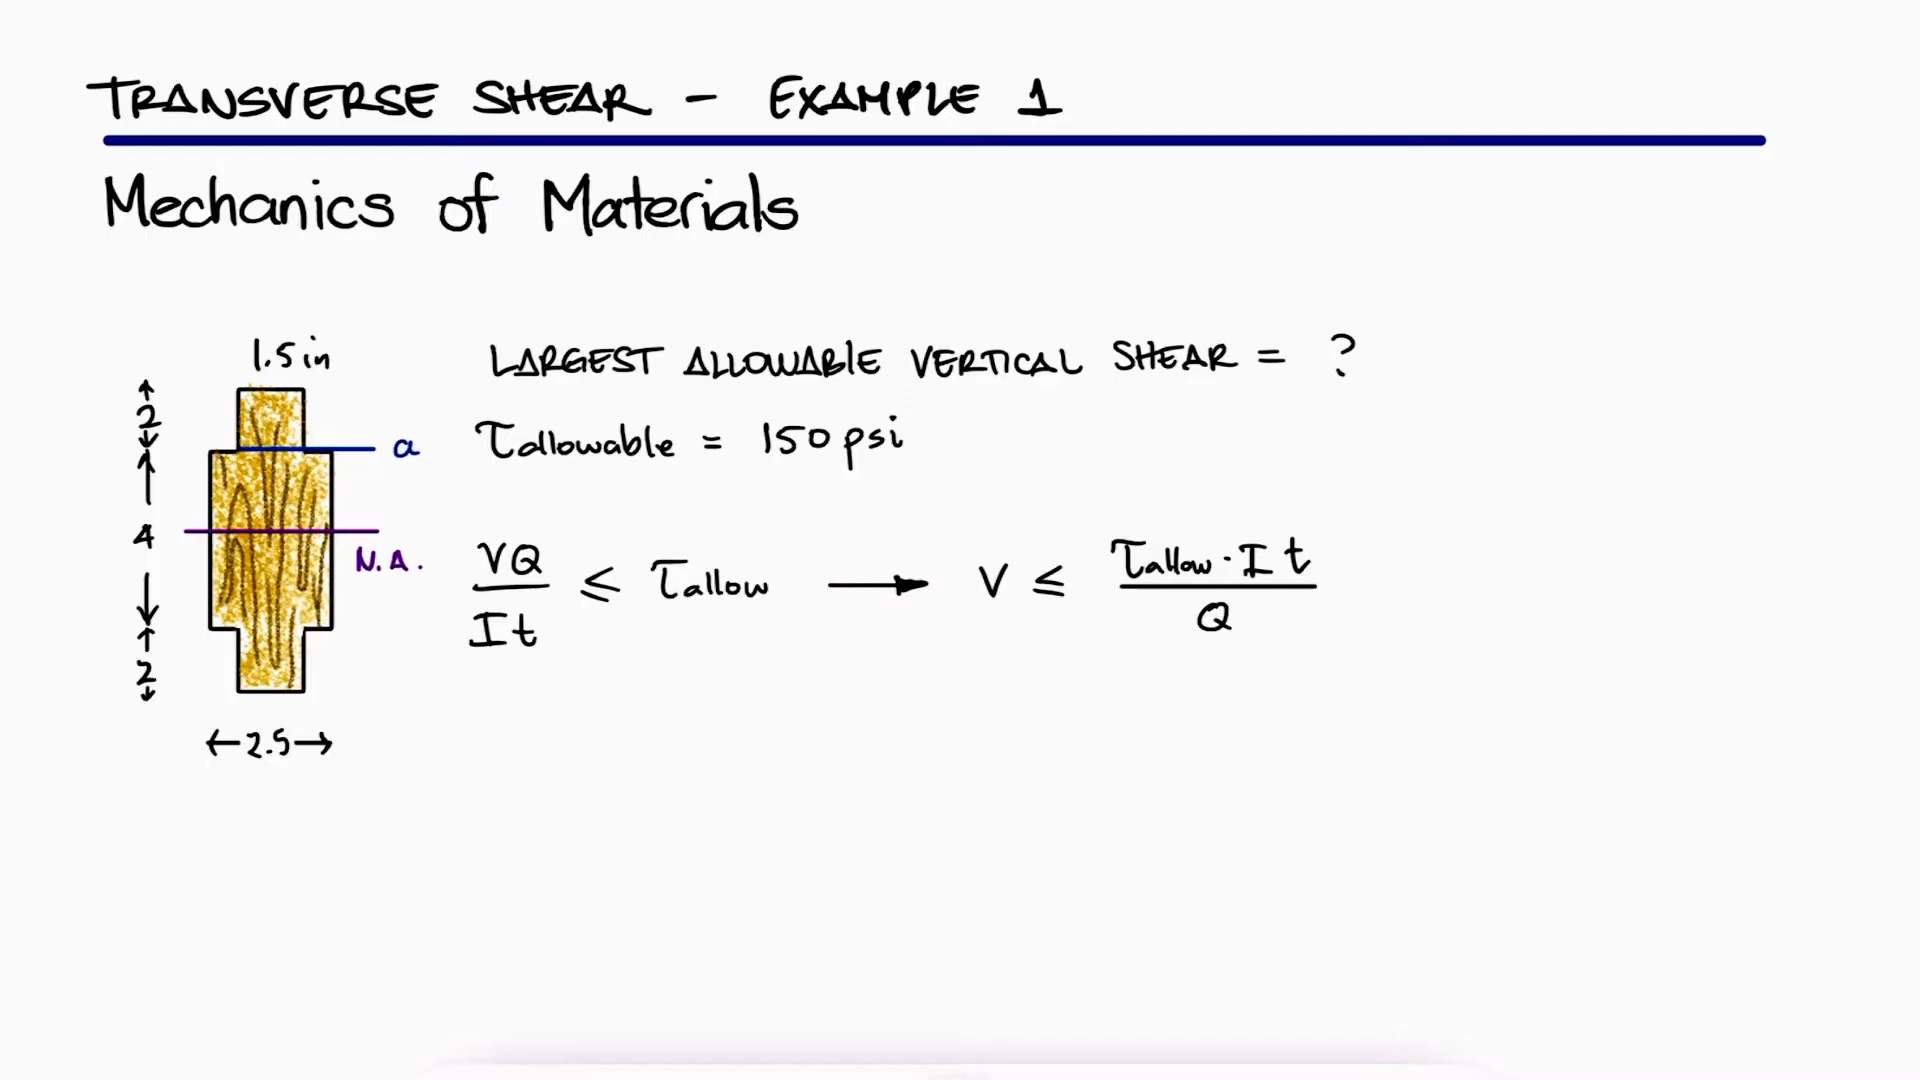 TRANSVERSE SHEAR - EXAMPLE 1
Mechanics of Materials
1.5 in
LARGEST ALLOWABLE VERTICAL SHEAR = ?
2
a
τallowable = 150 psi
4
N.A.
VQ / It ≤ τallow → V ≤ τallow · I t / Q
2
2.5